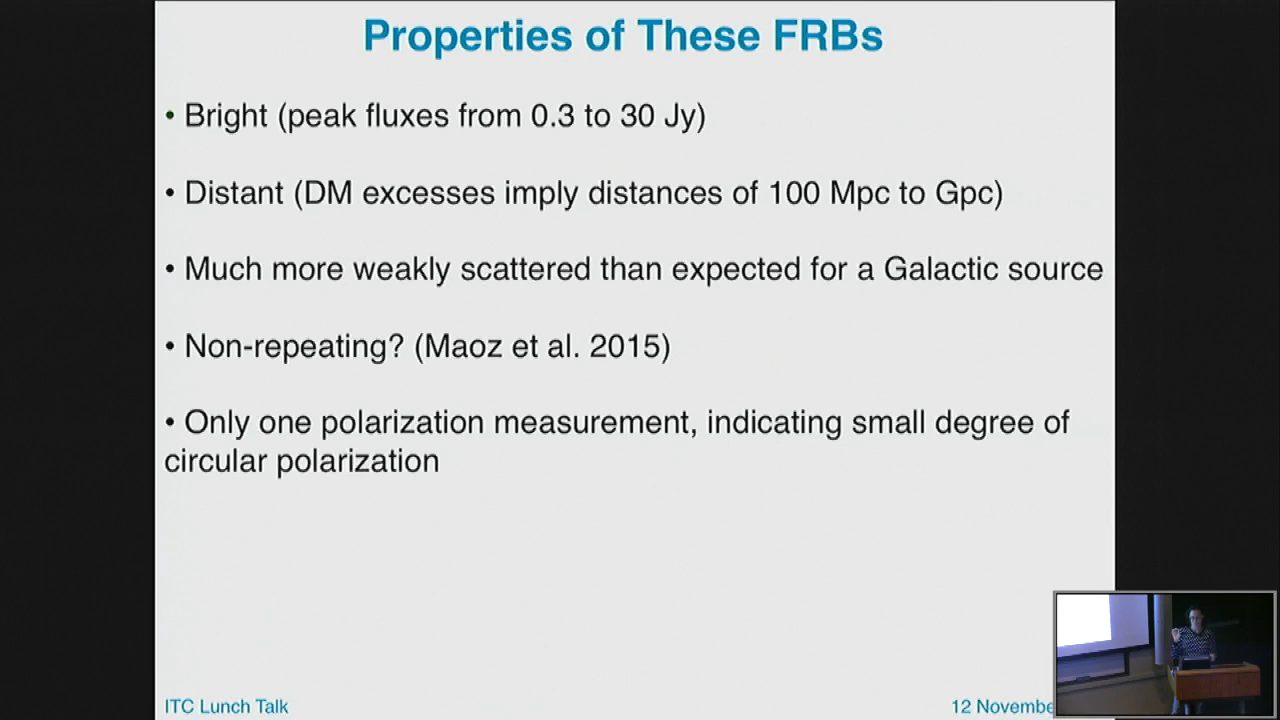 Properties of These FRBs
• Bright (peak fluxes from 0.3 to 30 Jy)
• Distant (DM excesses imply distances of 100 Mpc to Gpc)
• Much more weakly scattered than expected for a Galactic source
• Non-repeating? (Maoz et al. 2015)
• Only one polarization measurement, indicating small degree of
circular polarization
ITC Lunch Talk
12 Novembe